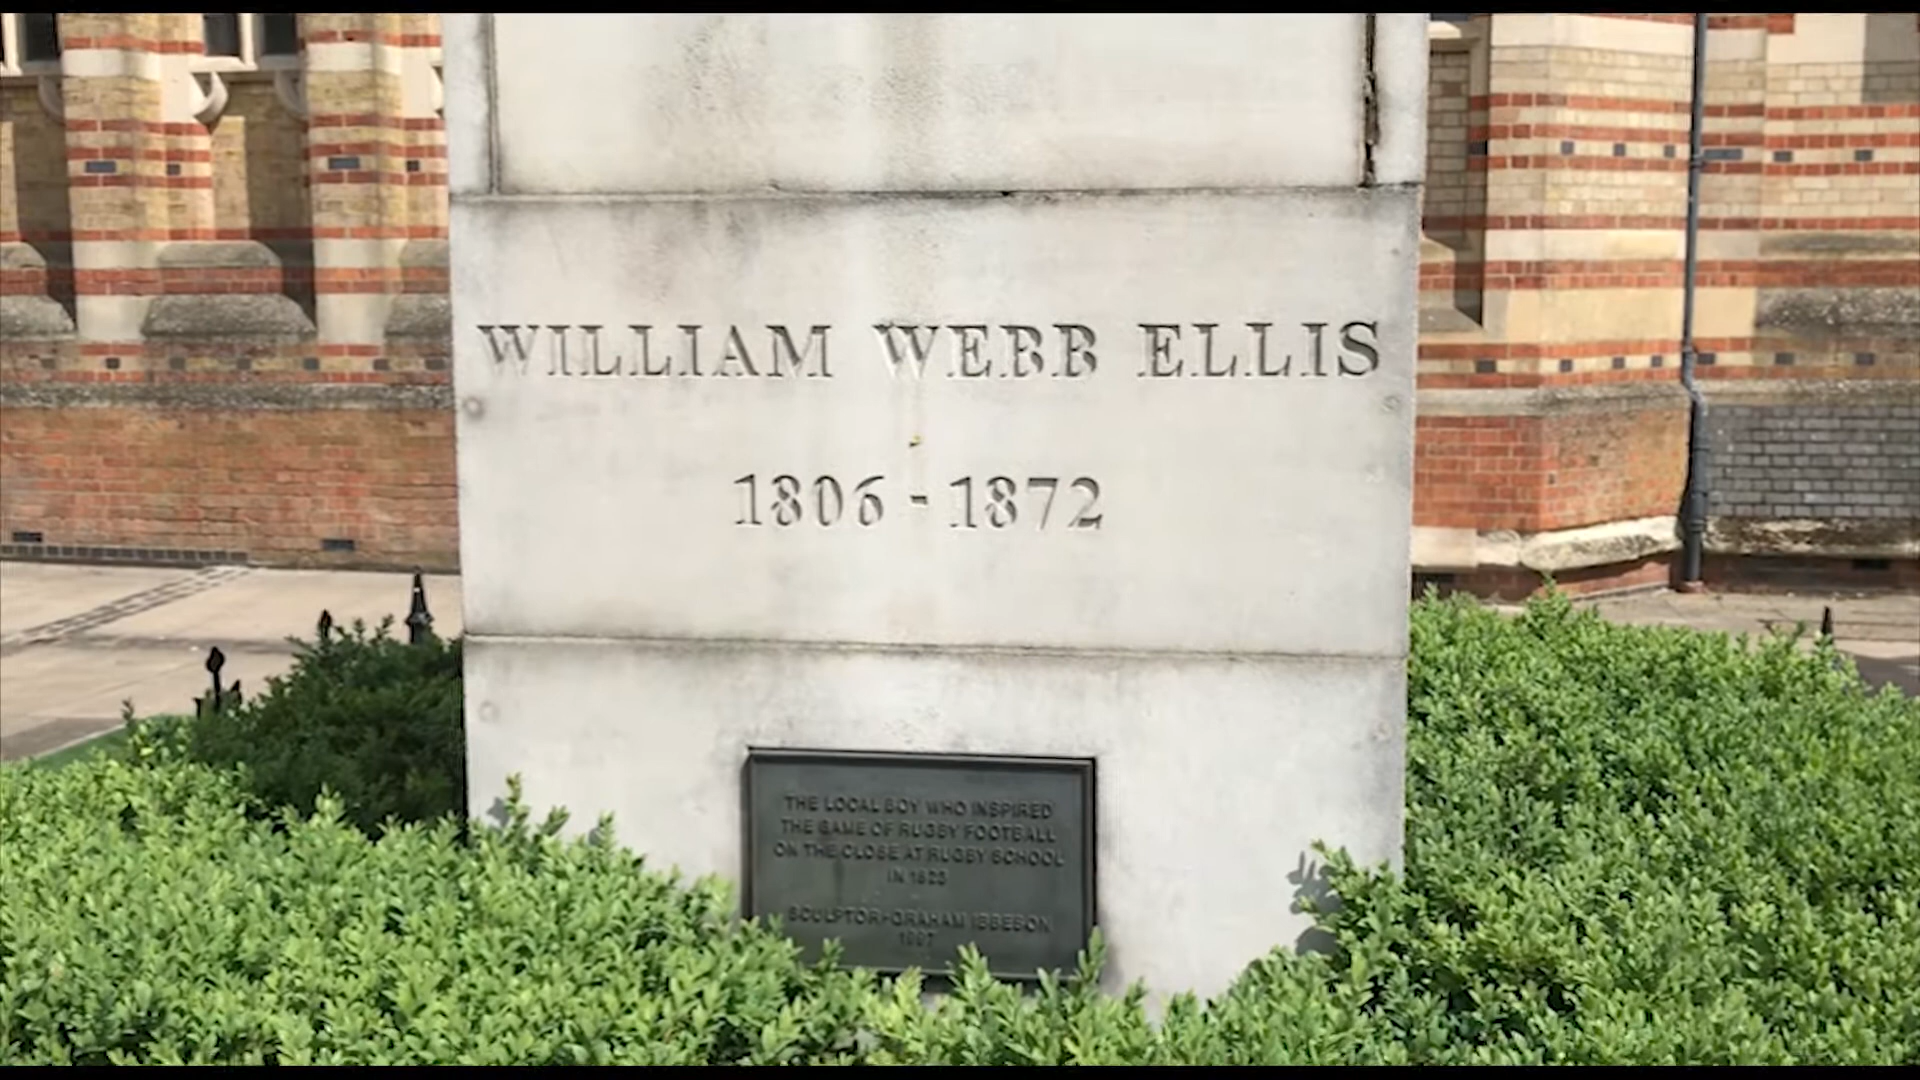 WILLIAM WEBB ELLIS
1806 - 1872
THE LOCAL BOY WHO INSPIRED
THE GAME OF RUGBY FOOTBALL
ON THE CLOSE AT RUGBY SCHOOL
IN 1823
SCULPTOR:-GRAHAM IBBESON
1997